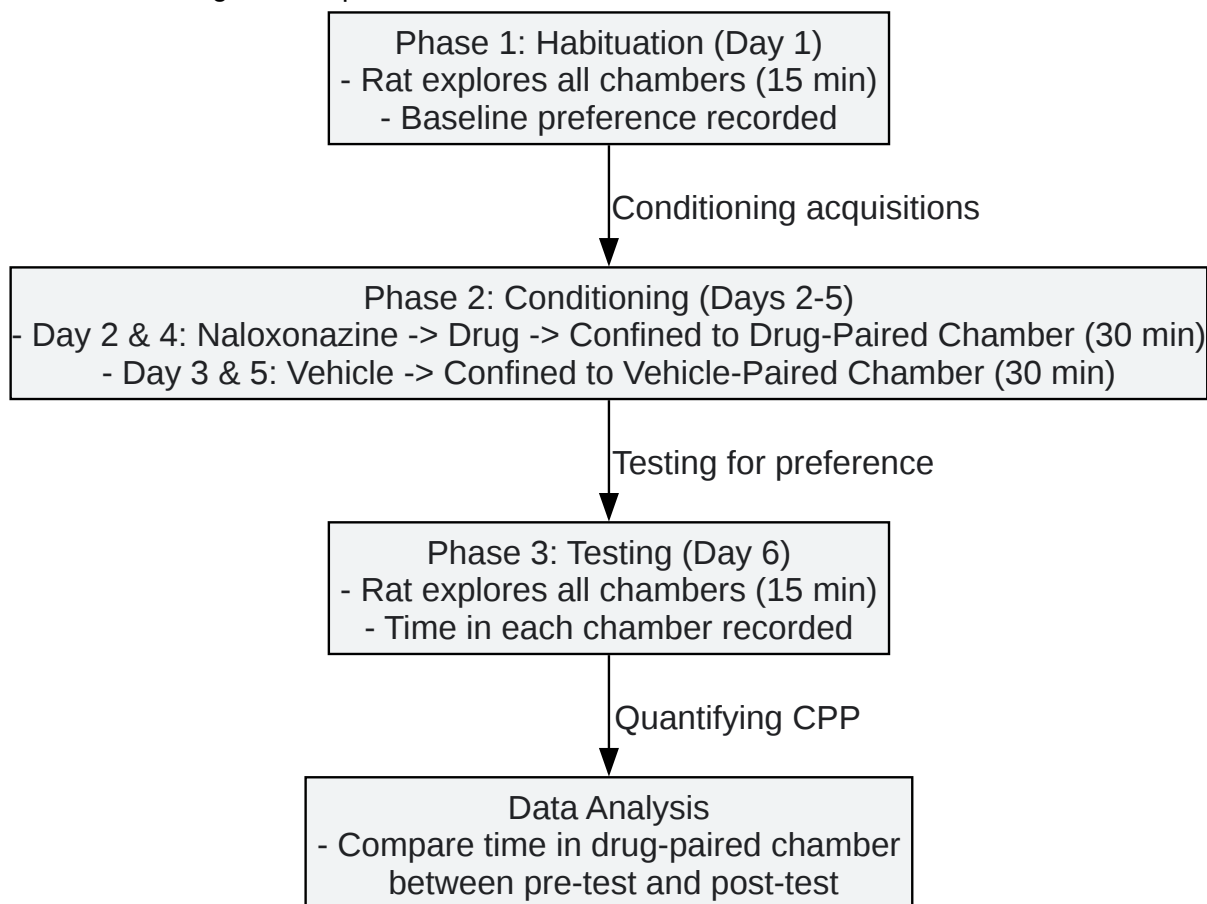 Phase 1: Habituation (Day 1)
- Rat explores all chambers (15 min)
- Baseline preference recorded
Conditioning acquisitions
Phase 2: Conditioning (Days 2-5)
- Day 2 & 4: Naloxonazine -> Drug -> Confined to Drug-Paired Chamber (30 min)
- Day 3 & 5: Vehicle -> Confined to Vehicle-Paired Chamber (30 min)
Testing for preference
Phase 3: Testing (Day 6)
- Rat explores all chambers (15 min)
- Time in each chamber recorded
Quantifying CPP
Data Analysis
- Compare time in drug-paired chamber
between pre-test and post-test